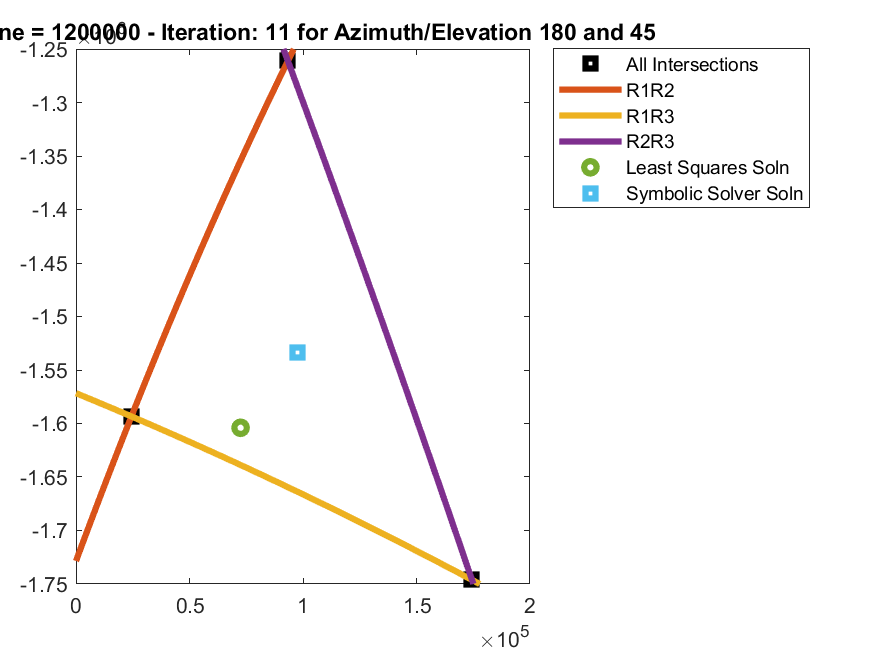 ne = 1200000 - Iteration: 11 for Azimuth/Elevation 180 and 45
-1.25
-1.3
-1.35
-1.4
-1.45
-1.5
-1.55
-1.6
-1.65
-1.7
-1.75
0
0.5
1
1.5
2
×10⁵
All Intersections
R1R2
R1R3
R2R3
Least Squares Soln
Symbolic Solver Soln